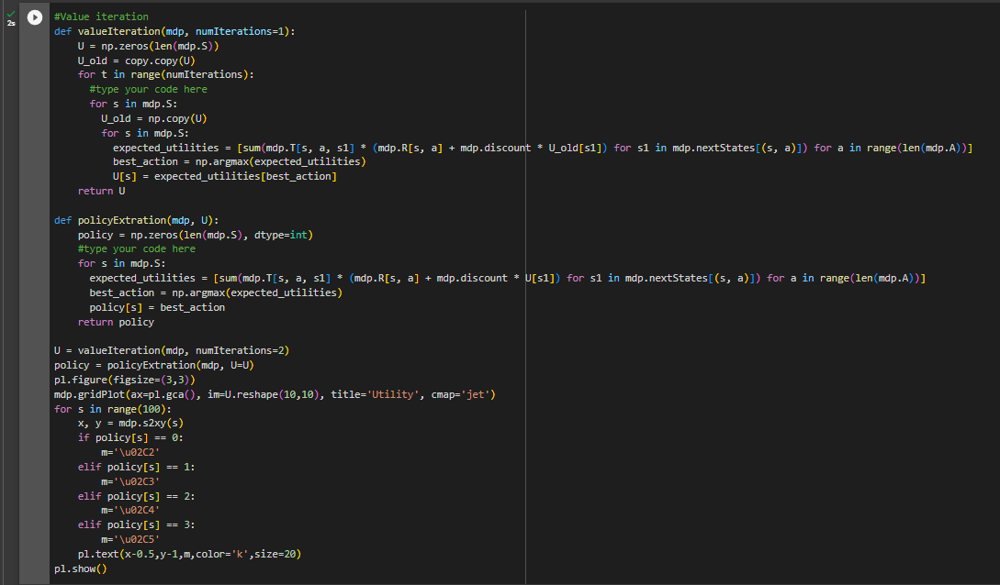 2s
#Value iteration
def valueIteration(mdp, numIterations=1):
    U = np.zeros(len(mdp.S))
    U_old = copy.copy(U)
    for t in range(numIterations):
      #type your code here
      for s in mdp.S:
        U_old = np.copy(U)
        for s in mdp.S:
          expected_utilities = [sum(mdp.T[s, a, s1] * (mdp.R[s, a] + mdp.discount * U_old[s1]) for s1 in mdp.nextStates[(s, a)]) for a in range(len(mdp.A))]
          best_action = np.argmax(expected_utilities)
          U[s] = expected_utilities[best_action]
    return U

def policyExtration(mdp, U):
    policy = np.zeros(len(mdp.S), dtype=int)
    #type your code here
    for s in mdp.S:
      expected_utilities = [sum(mdp.T[s, a, s1] * (mdp.R[s, a] + mdp.discount * U[s1]) for s1 in mdp.nextStates[(s, a)]) for a in range(len(mdp.A))]
      best_action = np.argmax(expected_utilities)
      policy[s] = best_action
    return policy

U = valueIteration(mdp, numIterations=2)
policy = policyExtration(mdp, U=U)
pl.figure(figsize=(3,3))
mdp.gridPlot(ax=pl.gca(), im=U.reshape(10,10), title='Utility', cmap='jet')
for s in range(100):
    x, y = mdp.s2xy(s)
    if policy[s] == 0:
        m='\u02C2'
    elif policy[s] == 1:
        m='\u02C3'
    elif policy[s] == 2:
        m='\u02C4'
    elif policy[s] == 3:
        m='\u02C5'
    pl.text(x-0.5,y-1,m,color='k',size=20)
pl.show()